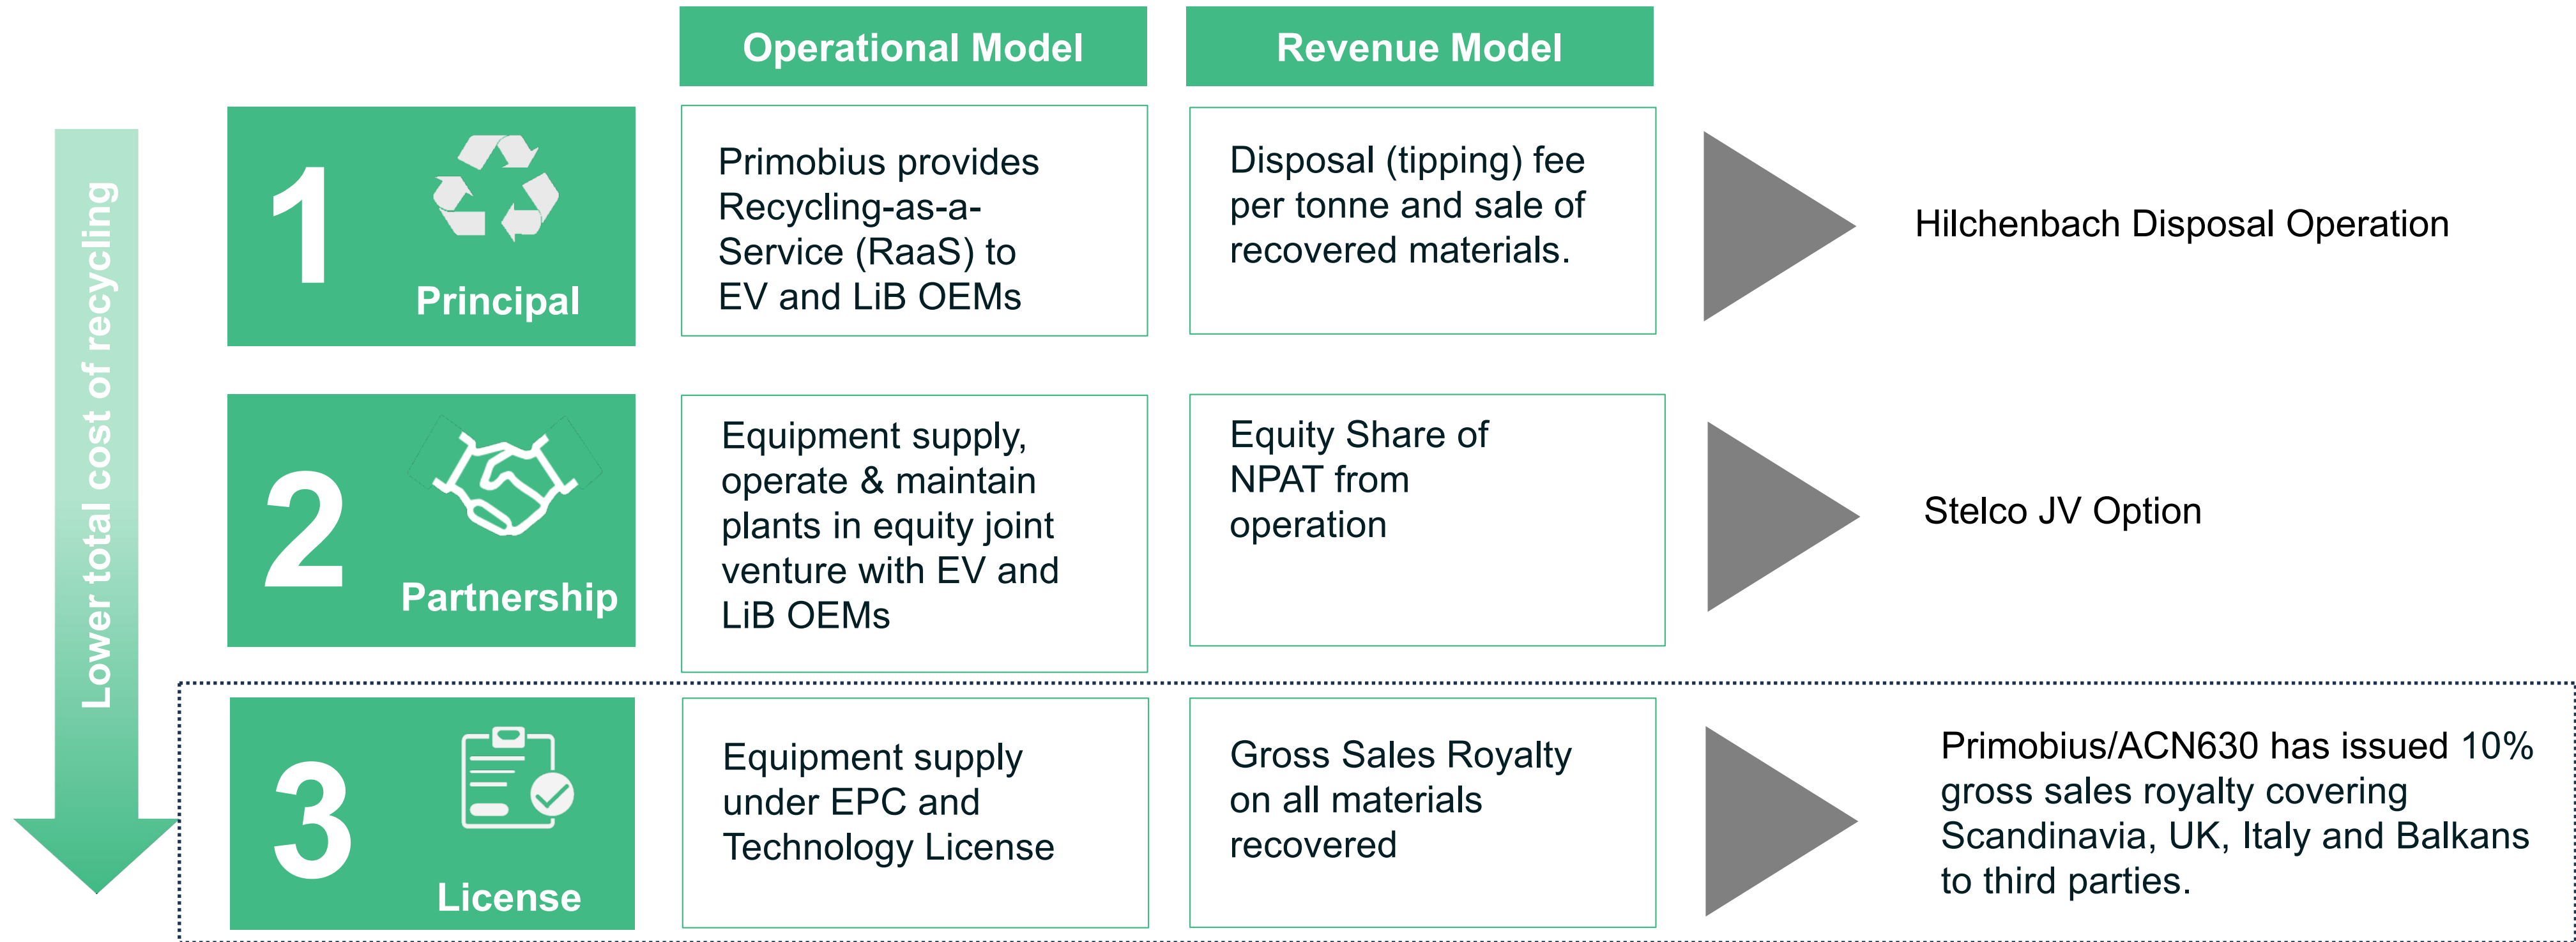 Operational Model
Revenue Model
Lower total cost of recycling
1
Principal
Primobius provides
Recycling-as-a-
Service (RaaS) to
EV and LiB OEMs
Disposal (tipping) fee
per tonne and sale of
recovered materials.
Hilchenbach Disposal Operation
2
Partnership
Equipment supply,
operate & maintain
plants in equity joint
venture with EV and
LiB OEMs
Equity Share of
NPAT from
operation
Stelco JV Option
3
License
Equipment supply
under EPC and
Technology License
Gross Sales Royalty
on all materials
recovered
Primobius/ACN630 has issued 10%
gross sales royalty covering
Scandinavia, UK, Italy and Balkans
to third parties.